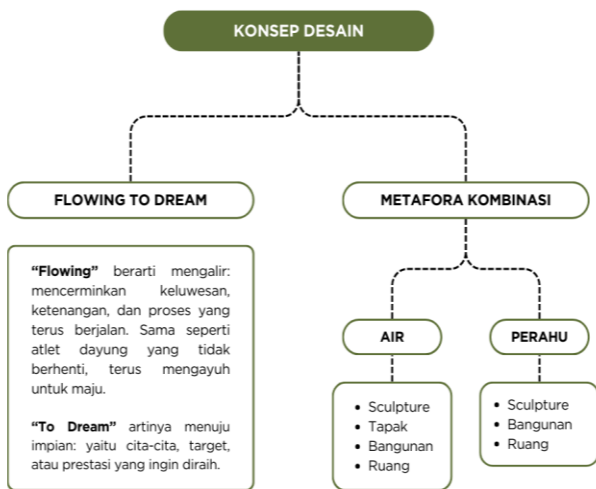 KONSEP DESAIN
FLOWING TO DREAM
METAFORA KOMBINASI
“Flowing” berarti mengalir:
mencerminkan keluwesan,
ketenangan, dan proses yang
terus berjalan. Sama seperti
atlet dayung yang tidak
berhenti, terus mengayuh
untuk maju.
“To Dream” artinya menuju
impian: yaitu cita-cita, target,
atau prestasi yang ingin diraih.
AIR
PERAHU
• Sculpture
• Tapak
• Bangunan
• Ruang
• Sculpture
• Bangunan
• Ruang